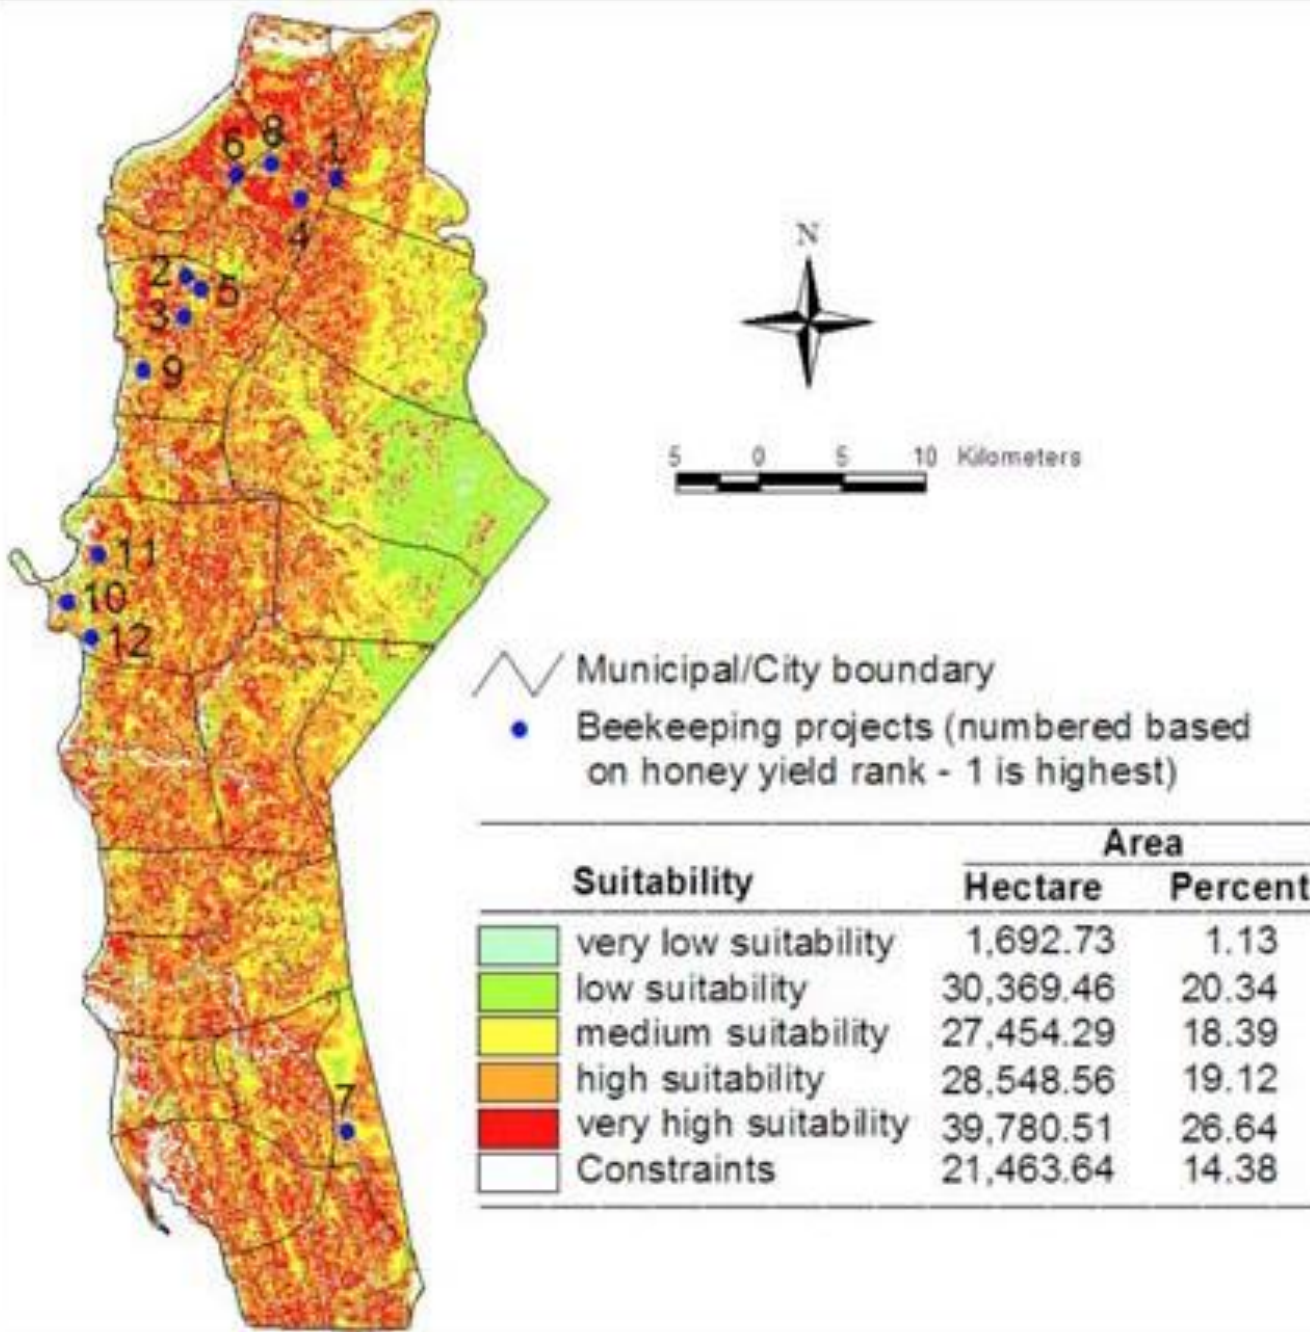 6 8 1
4
2 5
3
9
N
5 0 5 10 Kilometers
11
10
12
Municipal/City boundary
Beekeeping projects (numbered based
on honey yield rank - 1 is highest)
Area
Suitability Hectare Percent
very low suitability 1,692.73 1.13
low suitability 30,369.46 20.34
medium suitability 27,454.29 18.39
high suitability 28,548.56 19.12
very high suitability 39,780.51 26.64
Constraints 21,463.64 14.38
7